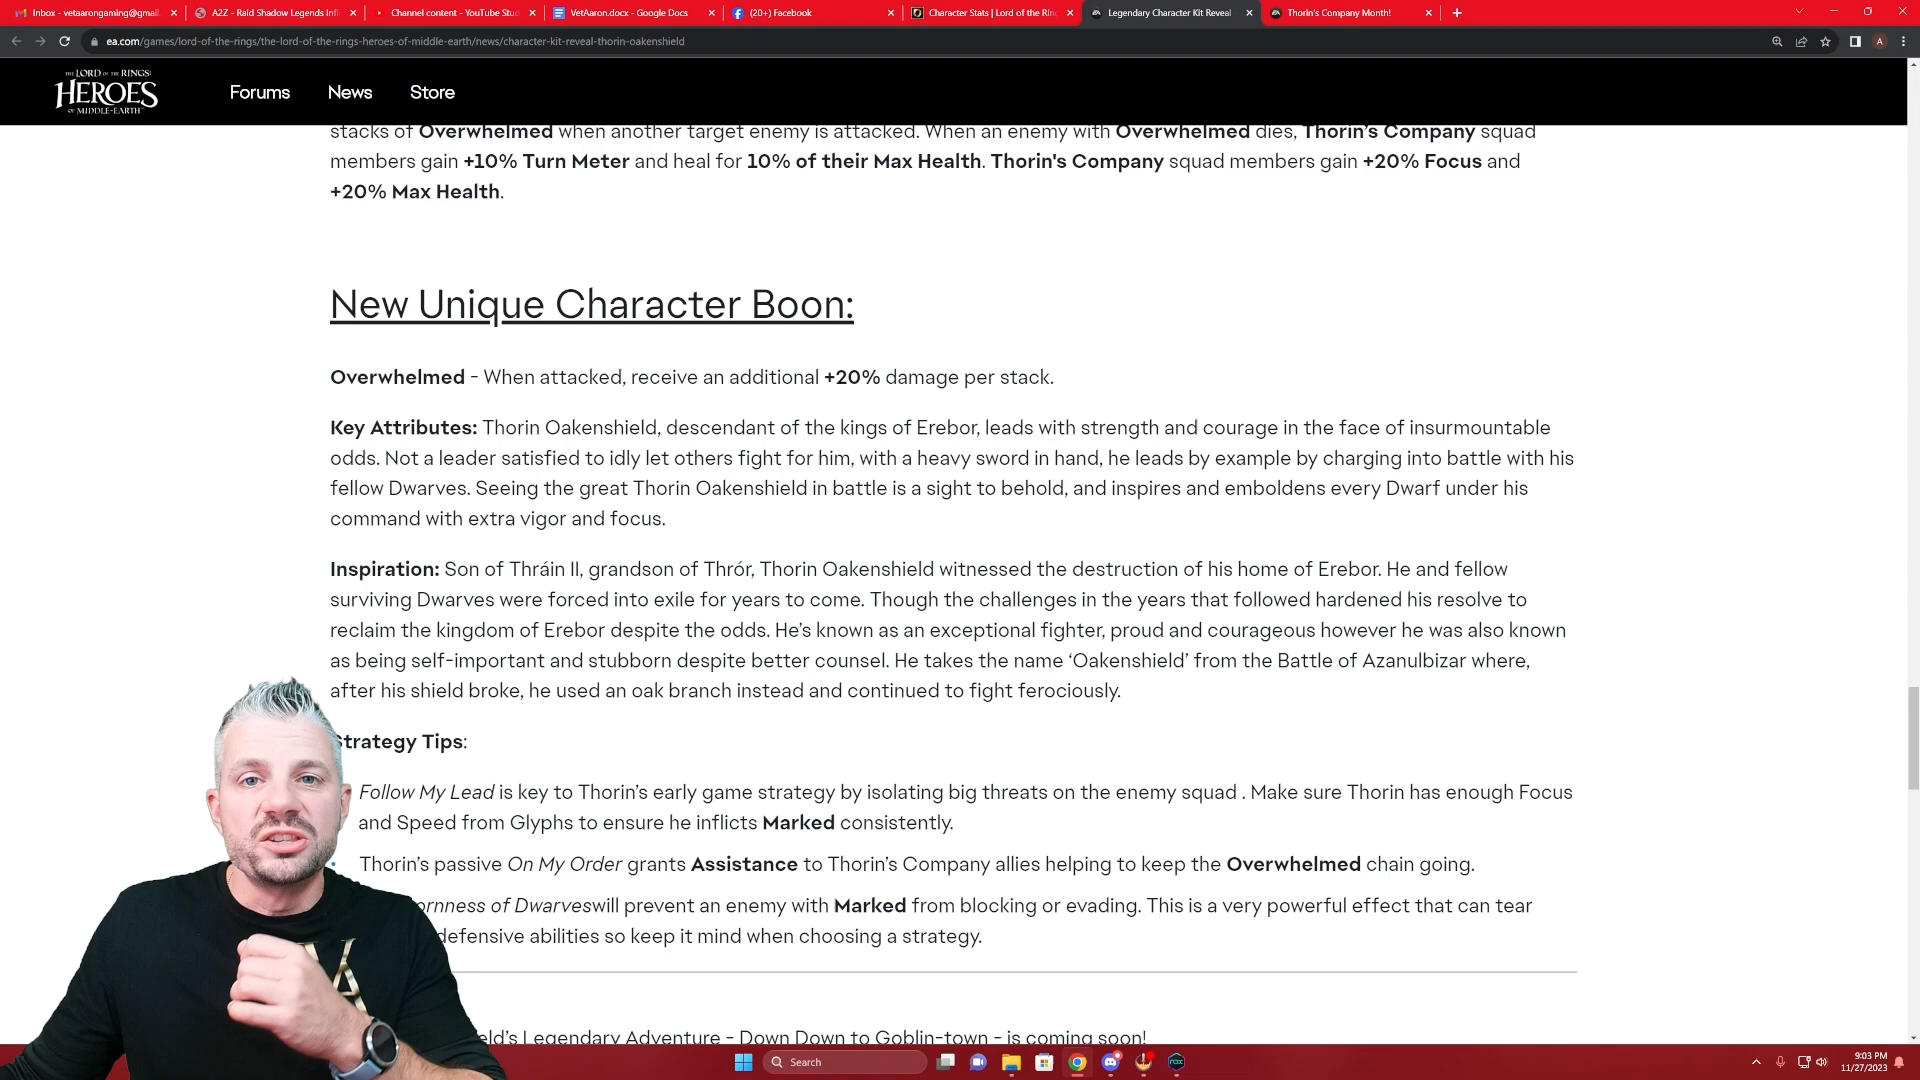 Inbox - vetaarongaming@gmail
A2Z - Raid Shadow Legends Infl
Channel content - YouTube Stud
VetAaron.docx - Google Docs
(20+) Facebook
Character Stats | Lord of the Rin
Legendary Character Kit Reveal
Thorin's Company Month!
ea.com/games/lord-of-the-rings/the-lord-of-the-rings-heroes-of-middle-earth/news/character-kit-reveal-thorin-oakenshield
A
THE LORD OF THE RINGS:
HEROES
OF MIDDLE-EARTH
Forums
News
Store
stacks of Overwhelmed when another target enemy is attacked. When an enemy with Overwhelmed dies, Thorin's Company squad
members gain +10% Turn Meter and heal for 10% of their Max Health. Thorin's Company squad members gain +20% Focus and
+20% Max Health.
New Unique Character Boon:
Overwhelmed - When attacked, receive an additional +20% damage per stack.
Key Attributes: Thorin Oakenshield, descendant of the kings of Erebor, leads with strength and courage in the face of insurmountable
odds. Not a leader satisfied to idly let others fight for him, with a heavy sword in hand, he leads by example by charging into battle with his
fellow Dwarves. Seeing the great Thorin Oakenshield in battle is a sight to behold, and inspires and emboldens every Dwarf under his
command with extra vigor and focus.
Inspiration: Son of Thráin II, grandson of Thrór, Thorin Oakenshield witnessed the destruction of his home of Erebor. He and fellow
surviving Dwarves were forced into exile for years to come. Though the challenges in the years that followed hardened his resolve to
reclaim the kingdom of Erebor despite the odds. He's known as an exceptional fighter, proud and courageous however he was also known
as being self-important and stubborn despite better counsel. He takes the name ‘Oakenshield’ from the Battle of Azanulbizar where,
after his shield broke, he used an oak branch instead and continued to fight ferociously.
Strategy Tips:
Follow My Lead is key to Thorin's early game strategy by isolating big threats on the enemy squad . Make sure Thorin has enough Focus
and Speed from Glyphs to ensure he inflicts Marked consistently.
Thorin's passive On My Order grants Assistance to Thorin's Company allies helping to keep the Overwhelmed chain going.
ornness of Dwarveswill prevent an enemy with Marked from blocking or evading. This is a very powerful effect that can tear
defensive abilities so keep it mind when choosing a strategy.
eld's Legendary Adventure - Down Down to Goblin-town - is coming soon!
Search
9:03 PM
11/27/2023